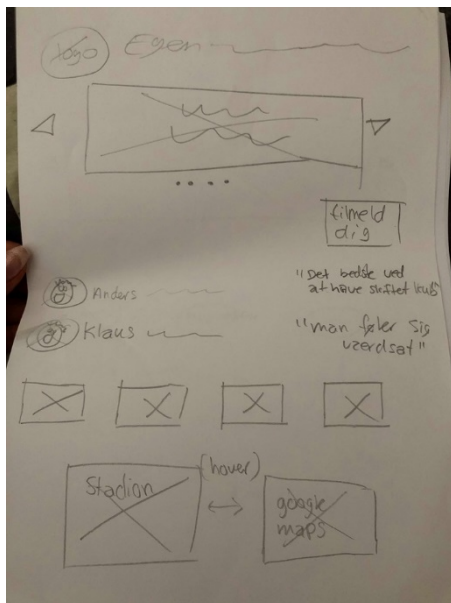 Logo Egen
tilmeld
dig
Anders
"Det bedste ved
at have skiftet klub"
Klaus
"man føler sig
værdsat"
(hover)
Stadion
google
maps